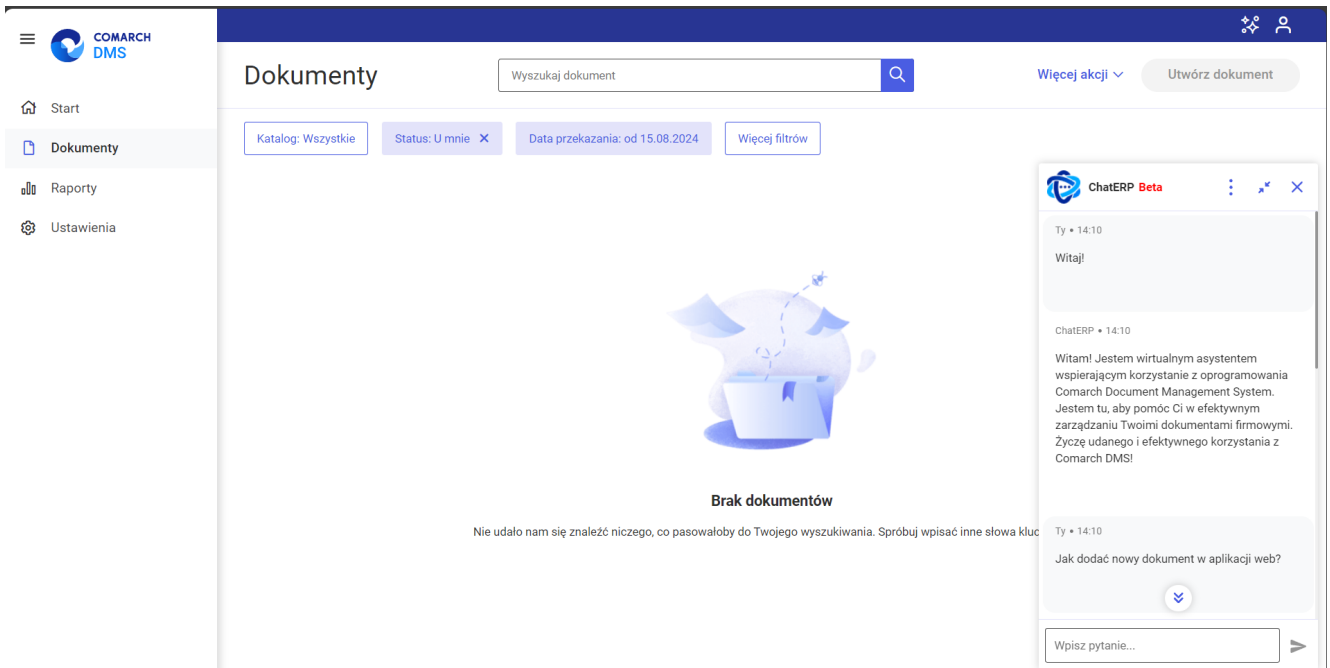 COMARCH
DMS
Start
Dokumenty
Raporty
Ustawienia
Dokumenty
Wyszukaj dokument
Więcej akcji
Utwórz dokument
Katalog: Wszystkie
Status: U mnie
Data przekazania: od 15.08.2024
Więcej filtrów
Brak dokumentów
Nie udało nam się znaleźć niczego, co pasowałoby do Twojego wyszukiwania. Spróbuj wpisać inne słowa
ChatERP Beta
Ty • 14:10
Witaj!
ChatERP • 14:10
Witam! Jestem wirtualnym asystentem
wspierającym korzystanie z oprogramowania
Comarch Document Management System.
Jestem tu, aby pomóc Ci w efektywnym
zarządzaniu Twoimi dokumentami firmowymi.
Życzę udanego i efektywnego korzystania z
Comarch DMS!
Ty • 14:10
Jak dodać nowy dokument w aplikacji web?
Wpisz pytanie...